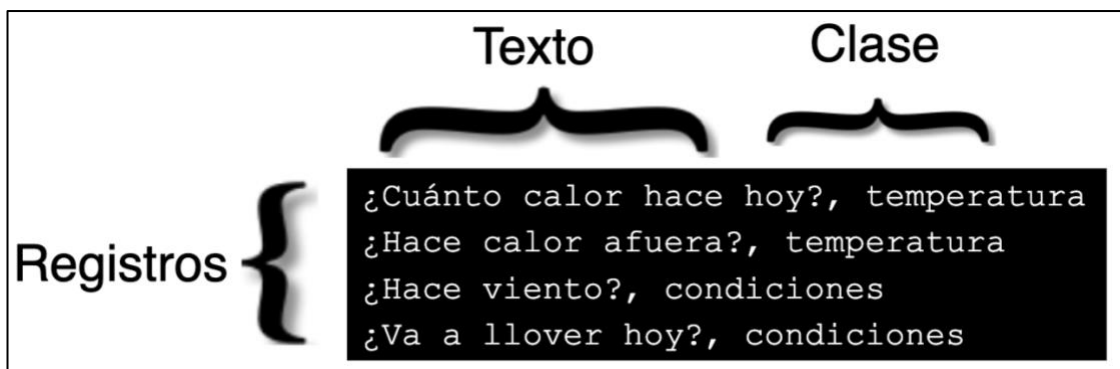 Texto
Clase
Registros
¿Cuánto calor hace hoy?, temperatura
¿Hace calor afuera?, temperatura
¿Hace viento?, condiciones
¿Va a llover hoy?, condiciones